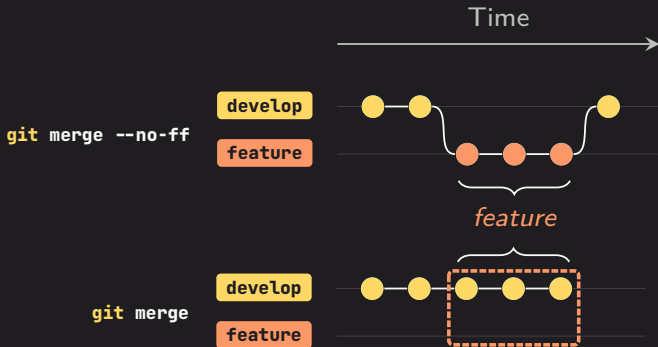 Time
develop
git merge --no-ff
feature
feature
develop
git merge
feature